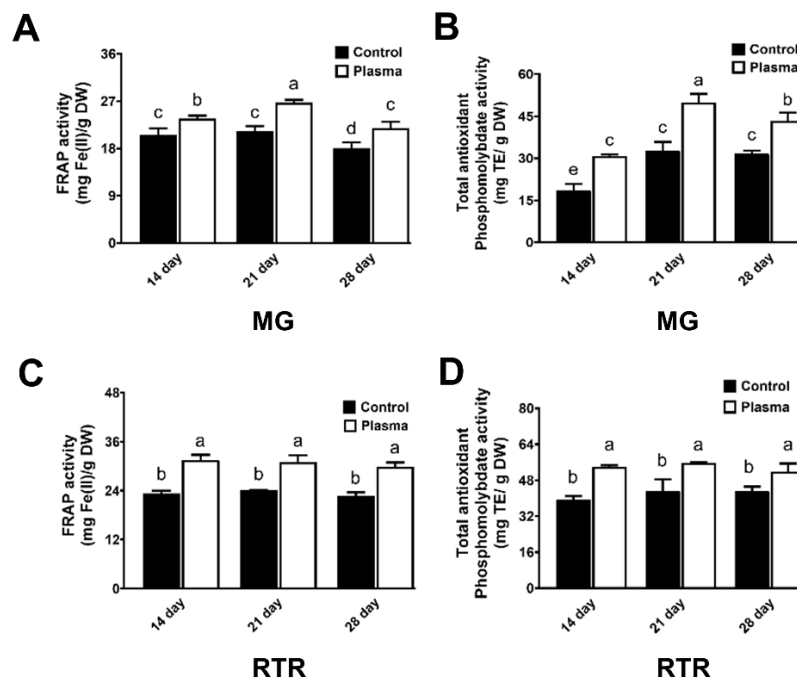 A
FRAP activity
(mg Fe(II)/g DW)
36
27
18
9
0
Control
Plasma
c
b
c
a
d
c
14 day
21 day
28 day
MG
B
Total antioxidant
Phosphomolybdate activity
(mg TE/ g DW)
60
45
30
15
0
Control
Plasma
e
c
c
a
c
b
14 day
21 day
28 day
MG
C
FRAP activity
(mg Fe(II)/g DW)
48
36
24
12
0
Control
Plasma
b
a
b
a
b
a
14 day
21 day
28 day
RTR
D
Total antioxidant
Phosphomolybdate activity
(mg TE/ g DW)
80
64
48
32
16
0
Control
Plasma
b
a
b
a
b
a
14 day
21 day
28 day
RTR